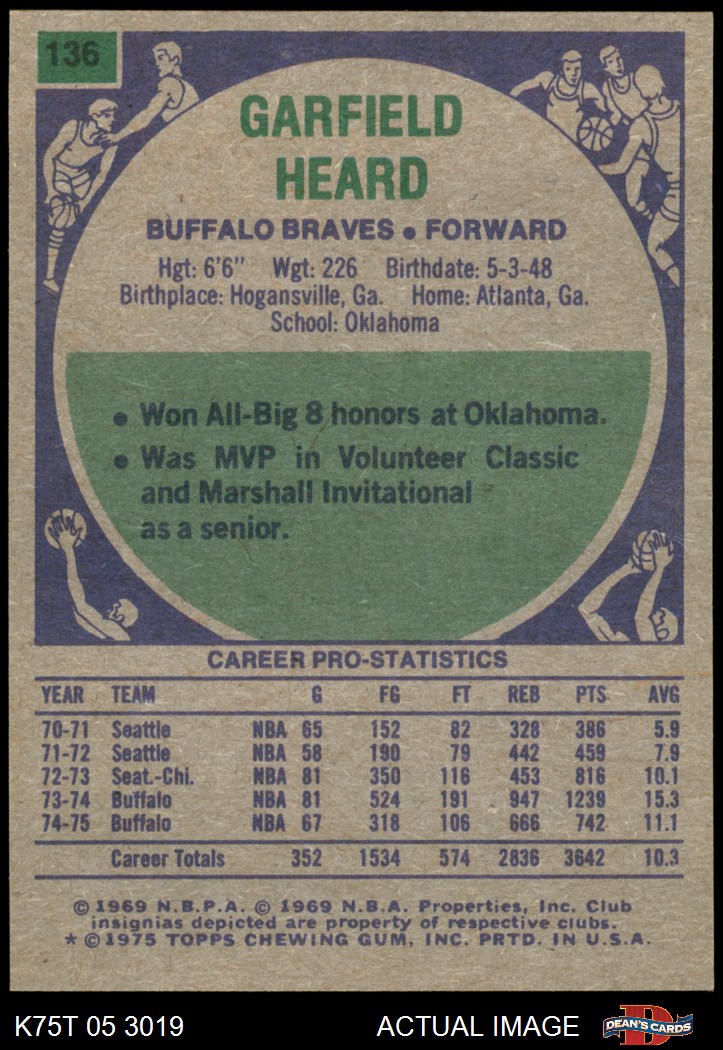 136
GARFIELD
HEARD
BUFFALO BRAVES • FORWARD
Hgt: 6'6" Wgt: 226 Birthdate: 5-3-48
Birthplace: Hogansville, Ga. Home: Atlanta, Ga.
School: Oklahoma
• Won All-Big 8 honors at Oklahoma.
• Was MVP in Volunteer Classic
and Marshall Invitational
as a senior.
CAREER PRO-STATISTICS
YEAR TEAM G FG FT REB PTS AVG
70-71 Seattle NBA 65 152 82 328 386 5.9
71-72 Seattle NBA 58 190 79 442 459 7.9
72-73 Seat.-Chi. NBA 81 350 116 453 816 10.1
73-74 Buffalo NBA 81 524 191 947 1239 15.3
74-75 Buffalo NBA 67 318 106 666 742 11.1
Career Totals 352 1534 574 2836 3642 10.3
© 1969 N.B.P.A. © 1969 N.B.A. Properties, Inc. Club
insignias depicted are property of respective clubs.
* © 1975 TOPPS CHEWING GUM, INC. PRTD. IN U.S.A.
K75T 05 3019 ACTUAL IMAGE D DEAN'S CARDS